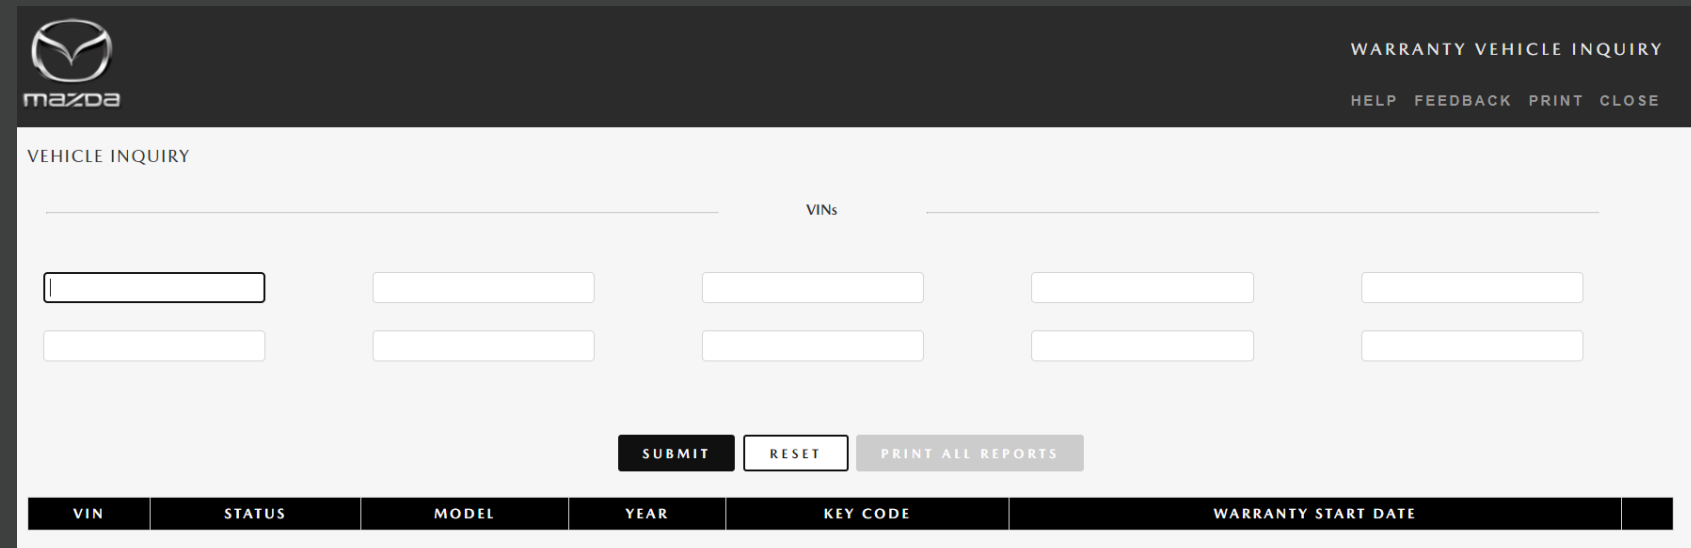 mazda
WARRANTY VEHICLE INQUIRY
HELP FEEDBACK PRINT CLOSE
VEHICLE INQUIRY
VINs
SUBMIT RESET PRINT ALL REPORTS
VIN STATUS MODEL YEAR KEY CODE WARRANTY START DATE